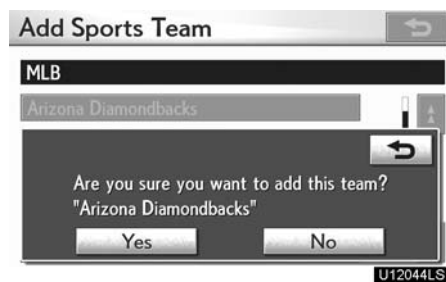 Add Sports Team
MLB
Arizona Diamondbacks
Are you sure you want to add this team?
"Arizona Diamondbacks"
Yes
No
U12044LS